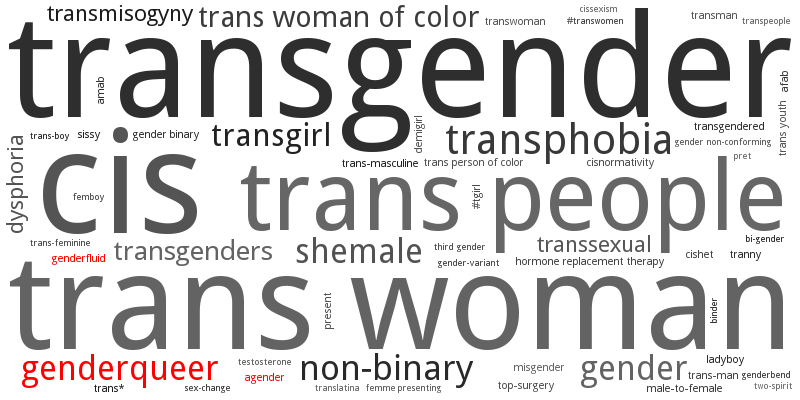 transmisogyny
trans woman of color
transwoman
cissexism
#transwomen
transman
transpeople
transgender
amab
afab
trans-boy
sissy
gender binary
transgirl
demigirl
transphobia
transgendered
gender non-conforming
pret
trans youth
dysphoria
cis
femboy
trans-masculine
trans person of color
cisnormativity
trans people
#tgirl
trans-feminine
genderfluid
transgenders
shemale
third gender
gender-variant
transsexual
hormone replacement therapy
cishet
bi-gender
tranny
trans woman
present
binder
genderqueer
testosterone
agender
non-binary
misgender
gender
ladyboy
trans-man
genderbend
trans*
sex-change
translatina
femme presenting
top-surgery
male-to-female
two-spirit